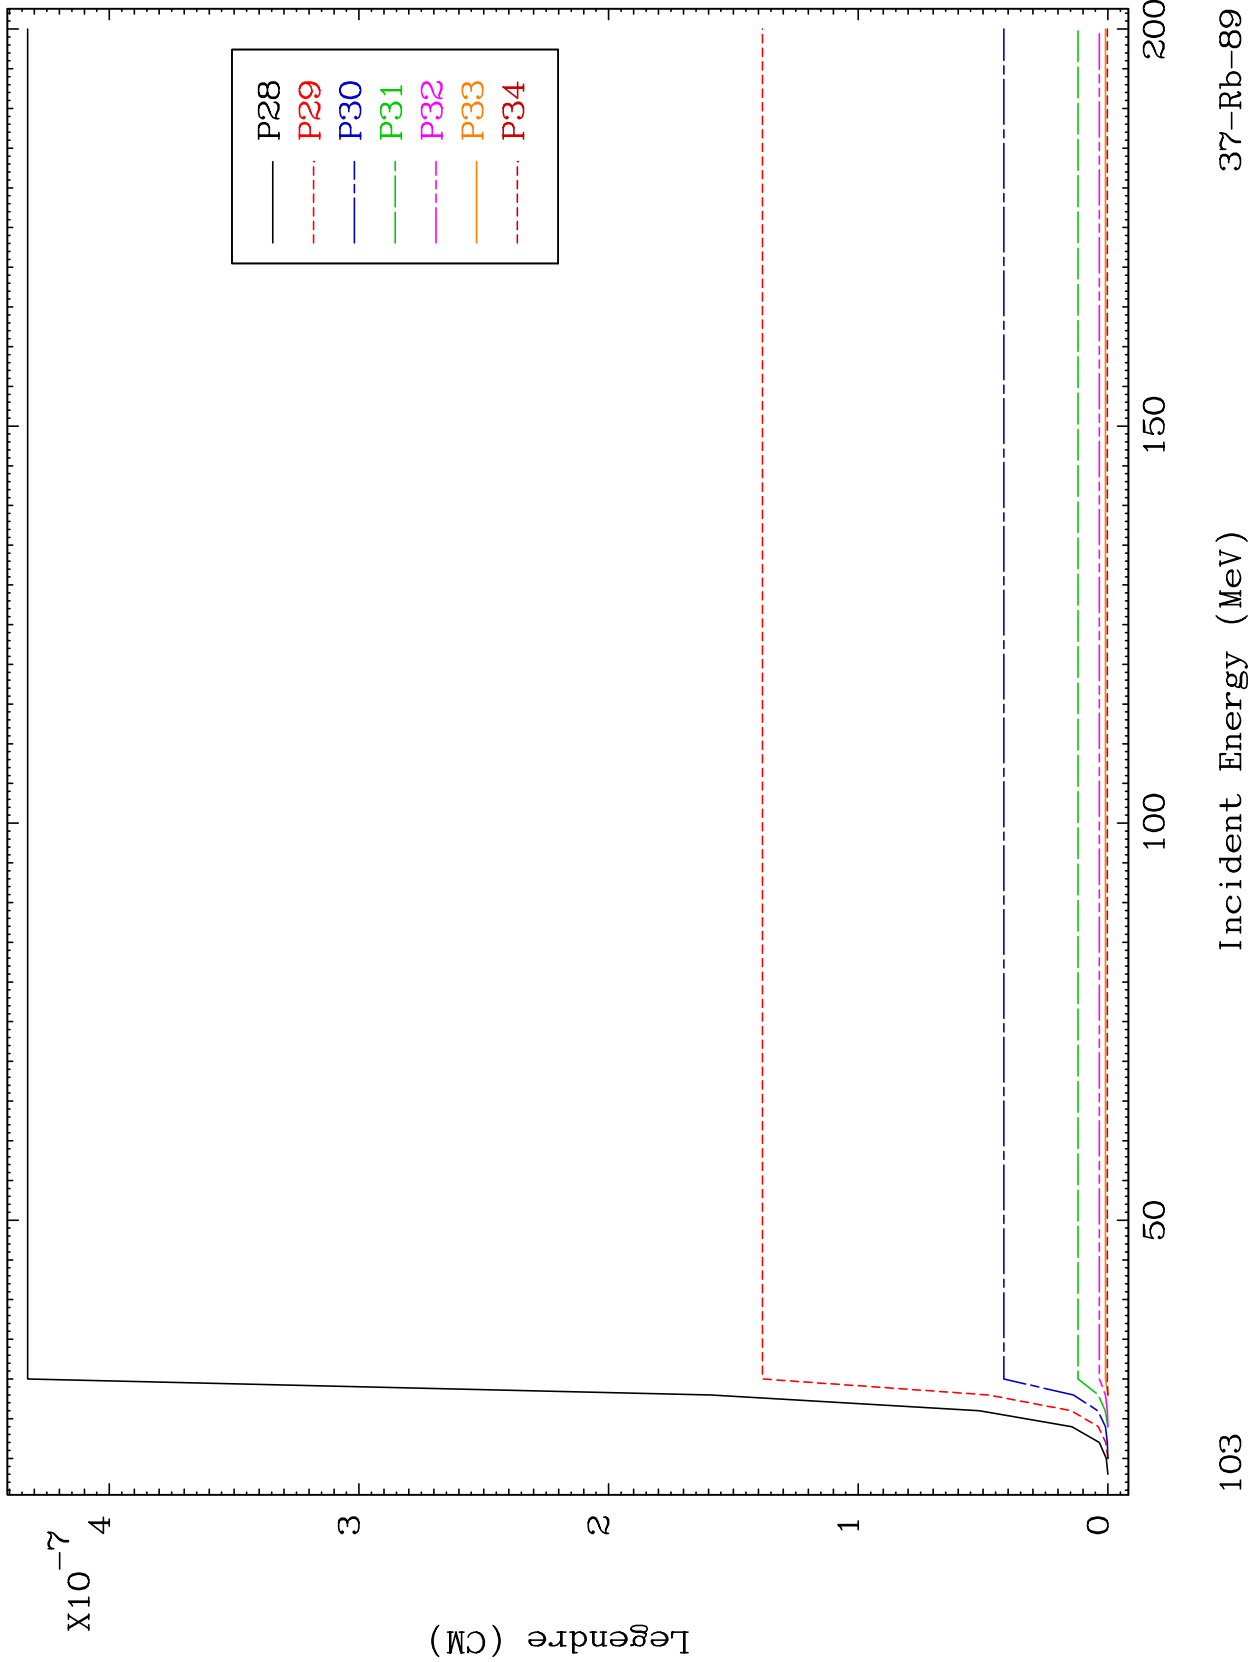 X10-7
4
3
2
1
0
Legendre (CM)
P28
P29
P30
P31
P32
P33
P34
50
100
150
200
Incident Energy (MeV)
103
37-Rb-89